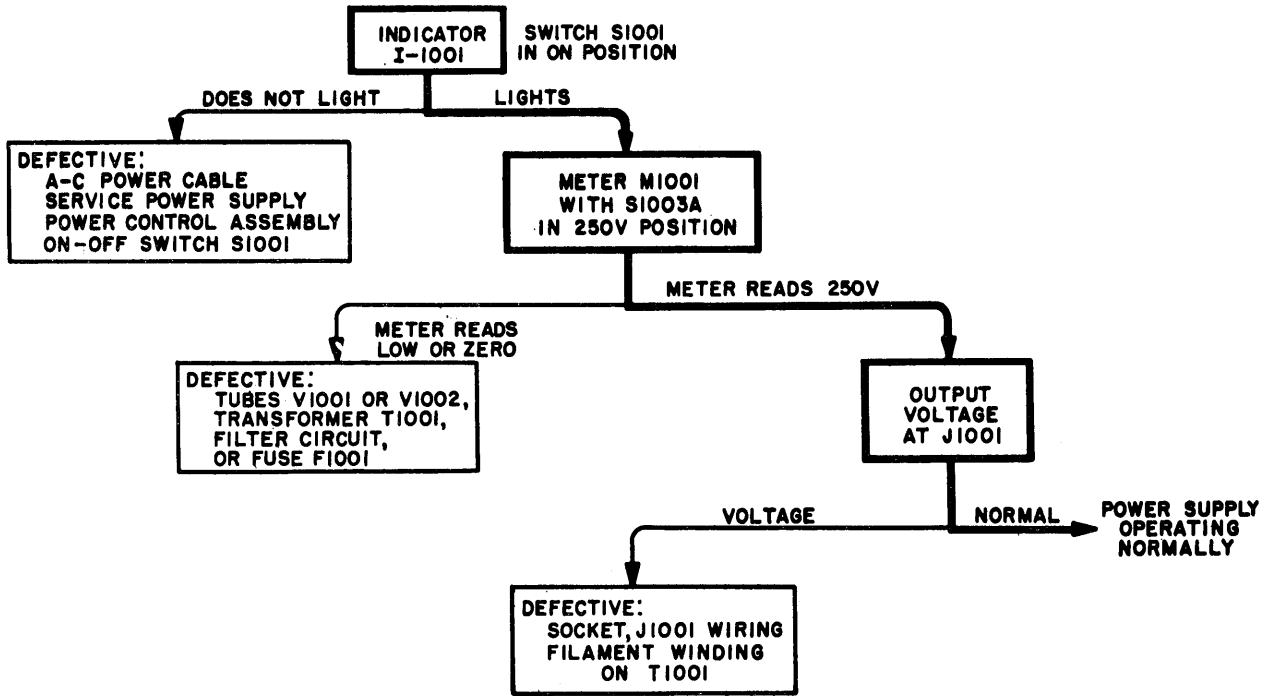 INDICATOR
I-1001
SWITCH S1001
IN ON POSITION
DOES NOT LIGHT
LIGHTS
DEFECTIVE:
A-C POWER CABLE
SERVICE POWER SUPPLY
POWER CONTROL ASSEMBLY
ON-OFF SWITCH S1001
METER M1001
WITH S1003A
IN 250V POSITION
METER READS 250V
METER READS
LOW OR ZERO
DEFECTIVE:
TUBES V1001 OR V1002,
TRANSFORMER T1001,
FILTER CIRCUIT,
OR FUSE F1001
OUTPUT
VOLTAGE
AT J1001
VOLTAGE
NORMAL
POWER SUPPLY
OPERATING
NORMALLY
DEFECTIVE:
SOCKET, J1001 WIRING
FILAMENT WINDING
ON T1001